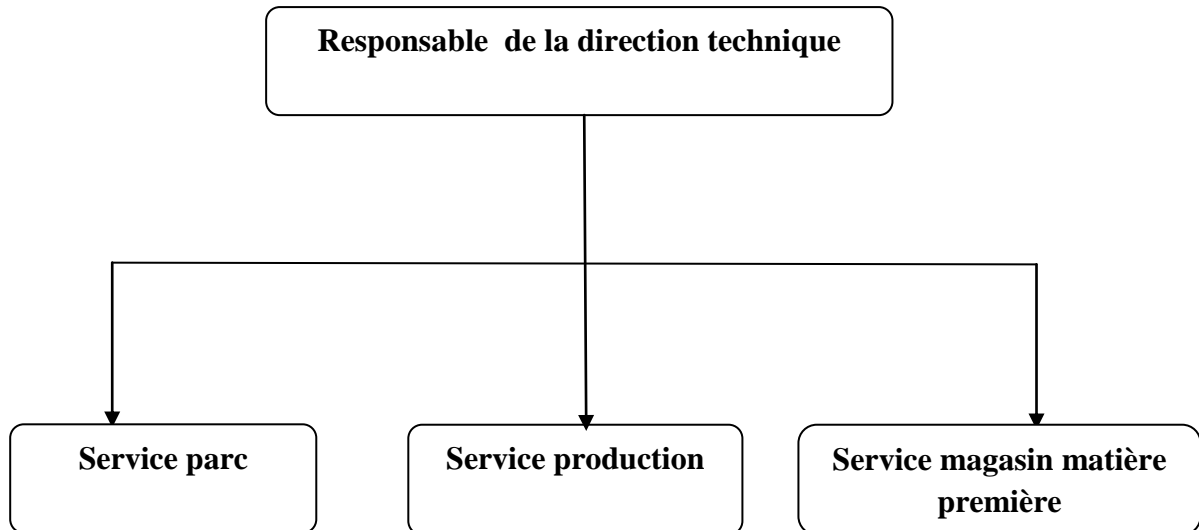 Responsable de la direction technique
Service parc
Service production
Service magasin matière
première